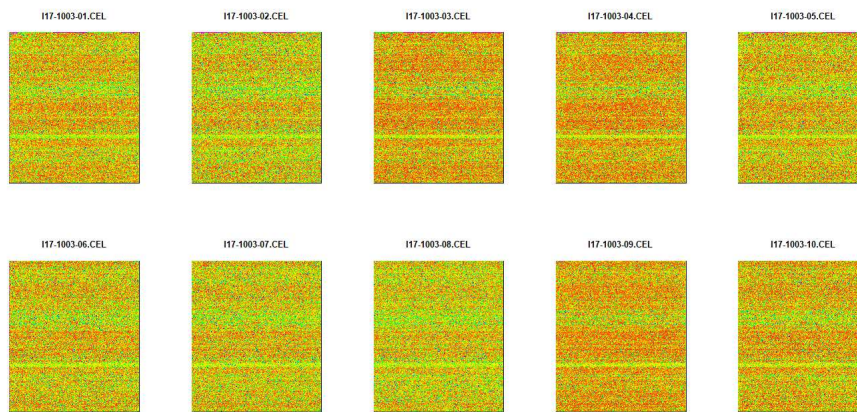 I17-1003-01.CEL
I17-1003-02.CEL
I17-1003-03.CEL
I17-1003-04.CEL
I17-1003-05.CEL
I17-1003-06.CEL
I17-1003-07.CEL
I17-1003-08.CEL
I17-1003-09.CEL
I17-1003-10.CEL